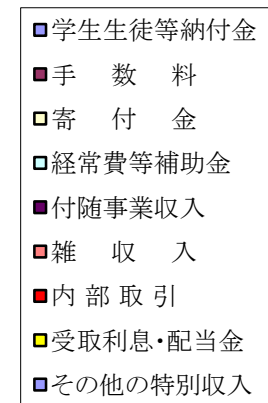 学生生徒等納付金
手数料
寄付金
経常費等補助金
付随事業収入
雑収入
内部取引
受取利息・配当金
その他の特別収入